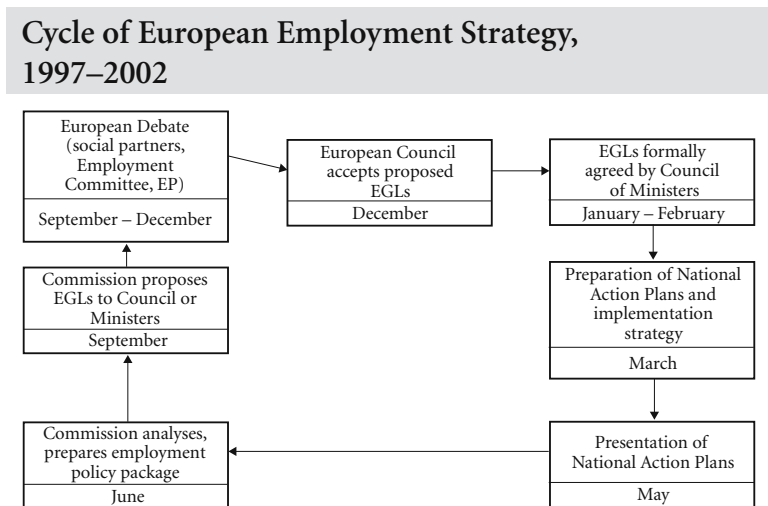 Cycle of European Employment Strategy,
1997–2002
European Debate
(social partners,
Employment
Committee, EP)
September – December
European Council
accepts proposed
EGLs
December
EGLs formally
agreed by Council
of Ministers
January – February
Commission proposes
EGLs to Council or
Ministers
September
Preparation of National
Action Plans and
implementation
strategy
March
Commission analyses,
prepares employment
policy package
June
Presentation of
National Action Plans
May